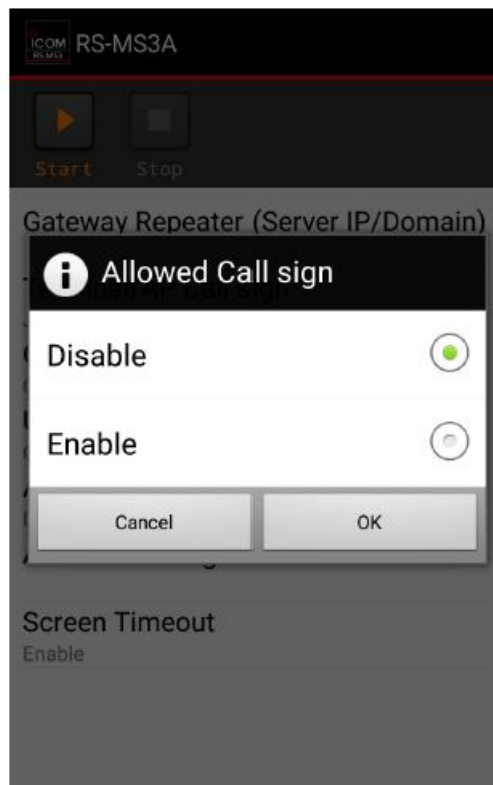 ICOM
RS-MS3
RS-MS3A
Start Stop
Gateway Repeater (Server IP/Domain)
Allowed Call sign
Disable
Enable
Cancel OK
Screen Timeout
Enable